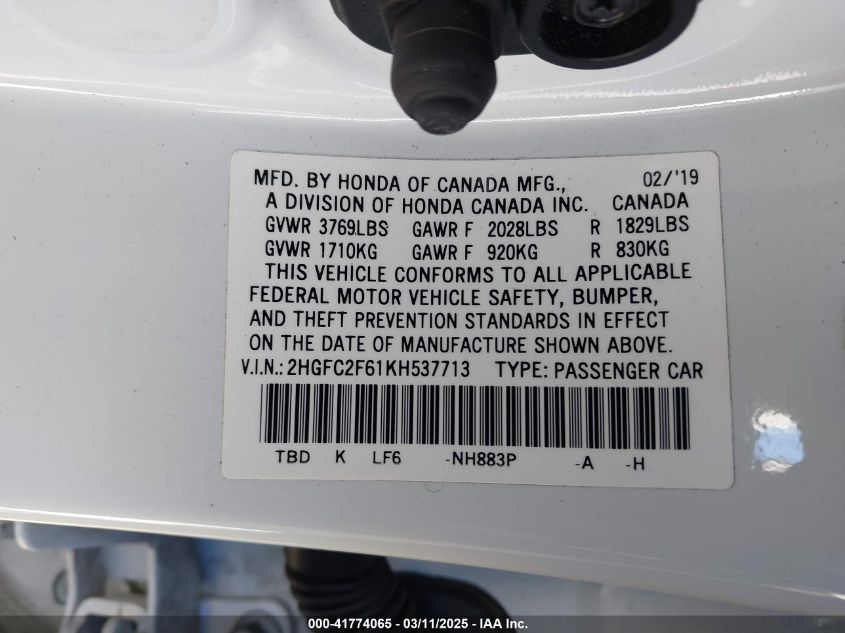 MFD. BY HONDA OF CANADA MFG., 02/'19
A DIVISION OF HONDA CANADA INC. CANADA
GVWR 3769LBS GAWR F 2028LBS R 1829LBS
GVWR 1710KG GAWR F 920KG R 830KG
THIS VEHICLE CONFORMS TO ALL APPLICABLE
FEDERAL MOTOR VEHICLE SAFETY, BUMPER,
AND THEFT PREVENTION STANDARDS IN EFFECT
ON THE DATE OF MANUFACTURE SHOWN ABOVE.
V.I.N.: 2HGFC2F61KH537713 TYPE: PASSENGER CAR
TBD K LF6 -NH883P -A -H
000-41774065 - 03/11/2025 - IAA Inc.